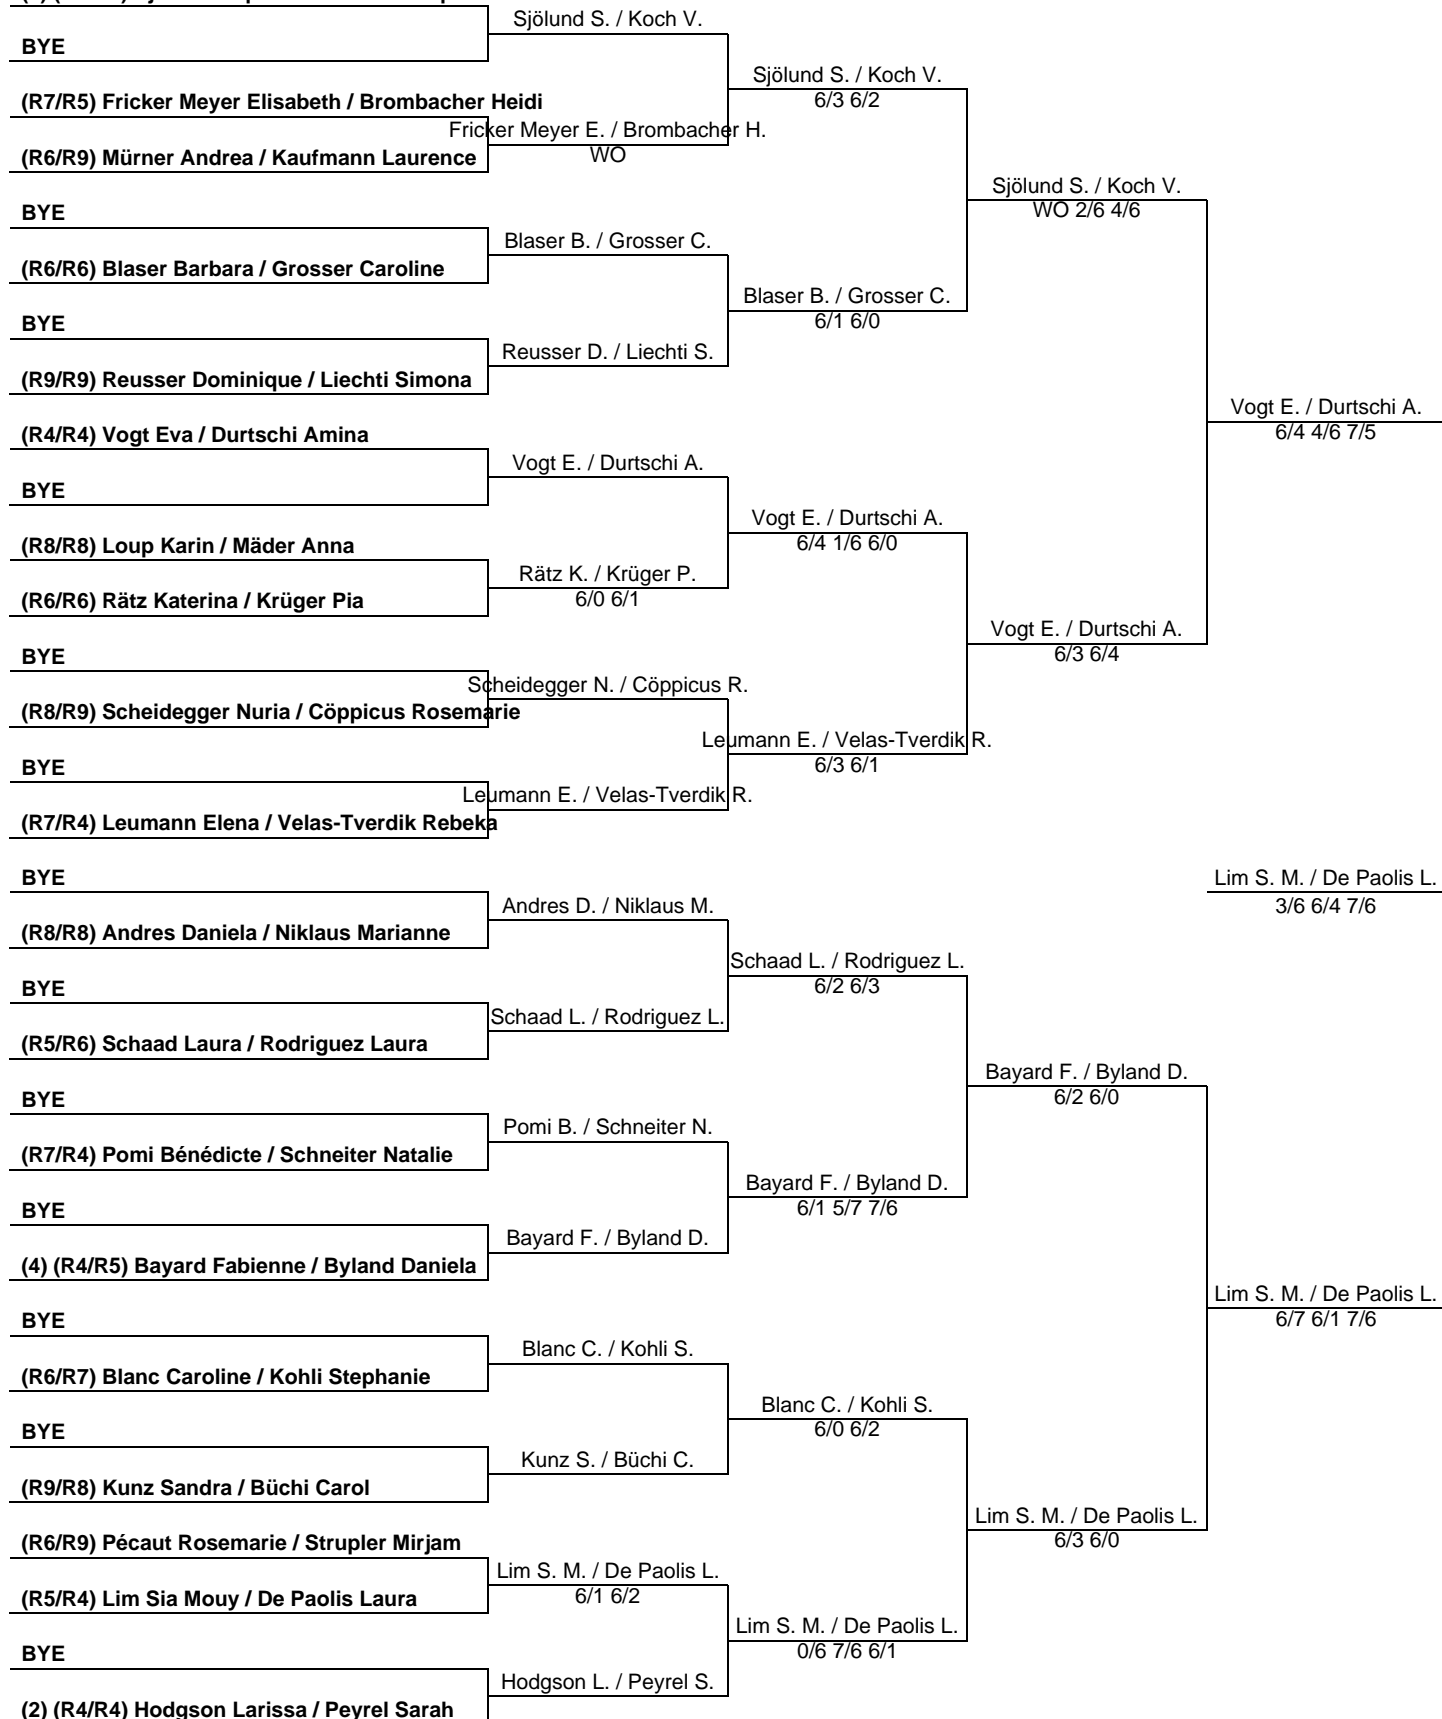 Sjölund S. / Koch V.
BYE
Sjölund S. / Koch V.
6/3 6/2
(R7/R5) Fricker Meyer Elisabeth / Brombacher Heidi
Fricker Meyer E. / Brombacher H.
WO
(R6/R9) Mürner Andrea / Kaufmann Laurence
Sjölund S. / Koch V.
WO 2/6 4/6
BYE
Blaser B. / Grosser C.
(R6/R6) Blaser Barbara / Grosser Caroline
Blaser B. / Grosser C.
6/1 6/0
BYE
Reusser D. / Liechti S.
(R9/R9) Reusser Dominique / Liechti Simona
Vogt E. / Durtschi A.
6/4 4/6 7/5
(R4/R4) Vogt Eva / Durtschi Amina
Vogt E. / Durtschi A.
BYE
Vogt E. / Durtschi A.
6/4 1/6 6/0
(R8/R8) Loup Karin / Mäder Anna
Rätz K. / Krüger P.
6/0 6/1
(R6/R6) Rätz Katerina / Krüger Pia
Vogt E. / Durtschi A.
6/3 6/4
BYE
Scheidegger N. / Cöppicus R.
(R8/R9) Scheidegger Nuria / Cöppicus Rosemarie
Leumann E. / Velas-Tverdik R.
6/3 6/1
BYE
Leumann E. / Velas-Tverdik R.
(R7/R4) Leumann Elena / Velas-Tverdik Rebeka
BYE
Lim S. M. / De Paolis L.
3/6 6/4 7/6
Andres D. / Niklaus M.
(R8/R8) Andres Daniela / Niklaus Marianne
Schaad L. / Rodriguez L.
6/2 6/3
BYE
Schaad L. / Rodriguez L.
(R5/R6) Schaad Laura / Rodriguez Laura
Bayard F. / Byland D.
6/2 6/0
BYE
Pomi B. / Schneiter N.
(R7/R4) Pomi Bénédicte / Schneiter Natalie
Bayard F. / Byland D.
6/1 5/7 7/6
BYE
Bayard F. / Byland D.
(4) (R4/R5) Bayard Fabienne / Byland Daniela
Lim S. M. / De Paolis L.
6/7 6/1 7/6
BYE
Blanc C. / Kohli S.
(R6/R7) Blanc Caroline / Kohli Stephanie
Blanc C. / Kohli S.
6/0 6/2
BYE
Kunz S. / Büchi C.
(R9/R8) Kunz Sandra / Büchi Carol
Lim S. M. / De Paolis L.
6/3 6/0
(R6/R9) Pécaut Rosemarie / Strupler Mirjam
Lim S. M. / De Paolis L.
6/1 6/2
(R5/R4) Lim Sia Mouy / De Paolis Laura
Lim S. M. / De Paolis L.
0/6 7/6 6/1
BYE
Hodgson L. / Peyrel S.
(2) (R4/R4) Hodgson Larissa / Peyrel Sarah